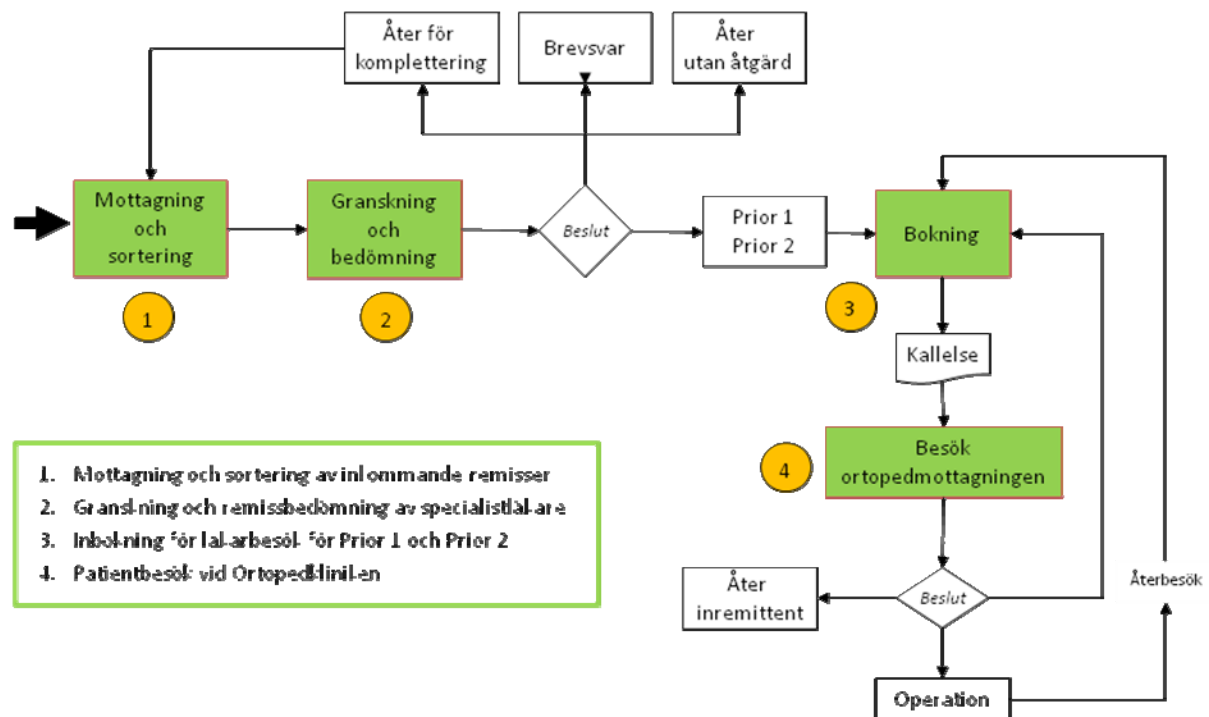 Åter för
komplettering
Brevsvar
Åter
utan åtgärd
Mottagning
och
sortering
Granskning
och
bedömning
Beslut
Prior 1
Prior 2
Bokning
1
2
3
Kallelse
Besök
ortopedmottagningen
4
1. Mottagning och sortering av inkommande remisser
2. Granskning och remissbedömning av specialistläkare
3. Inbokning för läkarbesök för Prior 1 och Prior 2
4. Patientbesök vid Ortopedkliniken
Åter
inremittent
Beslut
Återbesök
Operation